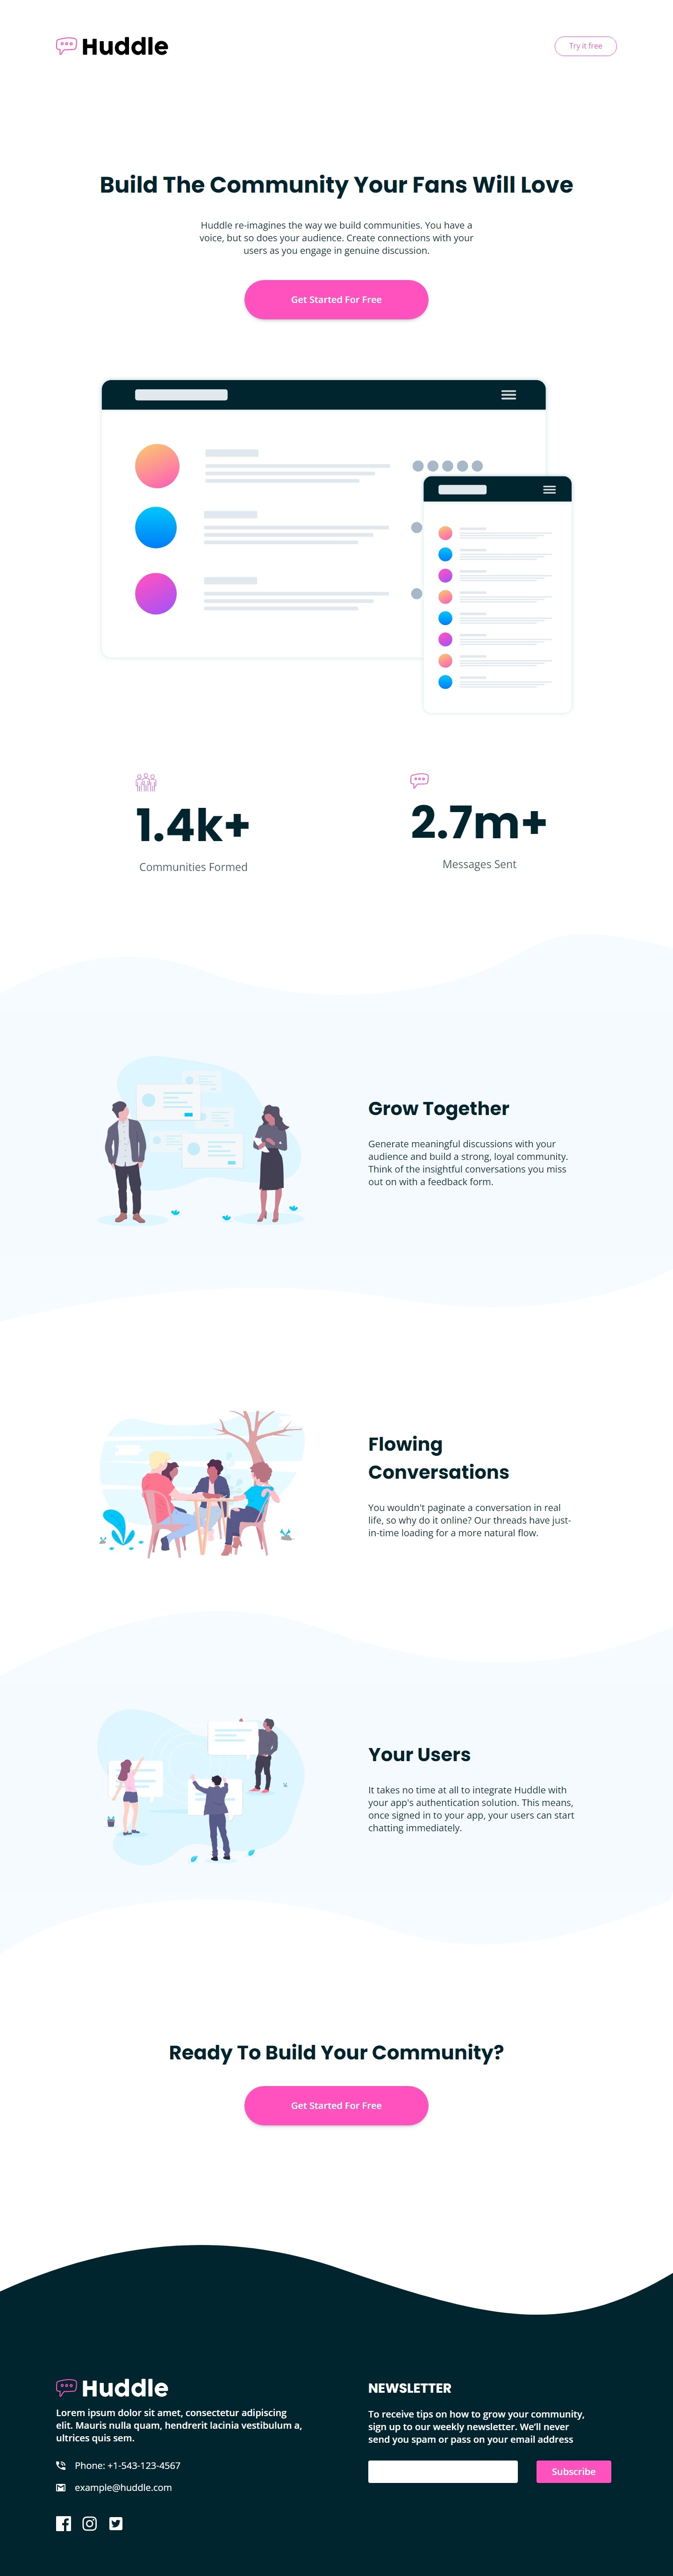 Huddle
Try it free
Build The Community Your Fans Will Love
Huddle re-imagines the way we build communities. You have a
voice, but so does your audience. Create connections with your
users as you engage in genuine discussion.
Get Started For Free
1.4k+
Communities Formed
2.7m+
Messages Sent
Grow Together
Generate meaningful discussions with your
audience and build a strong, loyal community.
Think of the insightful conversations you miss
out on with a feedback form.
Flowing
Conversations
You wouldn't paginate a conversation in real
life, so why do it online? Our threads have just-
in-time loading for a more natural flow.
Your Users
It takes no time at all to integrate Huddle with
your app's authentication solution. This means,
once signed in to your app, your users can start
chatting immediately.
Ready To Build Your Community?
Get Started For Free
Huddle
Lorem ipsum dolor sit amet, consectetur adipiscing
elit. Mauris nulla quam, hendrerit lacinia vestibulum a,
ultrices quis sem.
Phone: +1-543-123-4567
example@huddle.com
NEWSLETTER
To receive tips on how to grow your community,
sign up to our weekly newsletter. We'll never
send you spam or pass on your email address
Subscribe